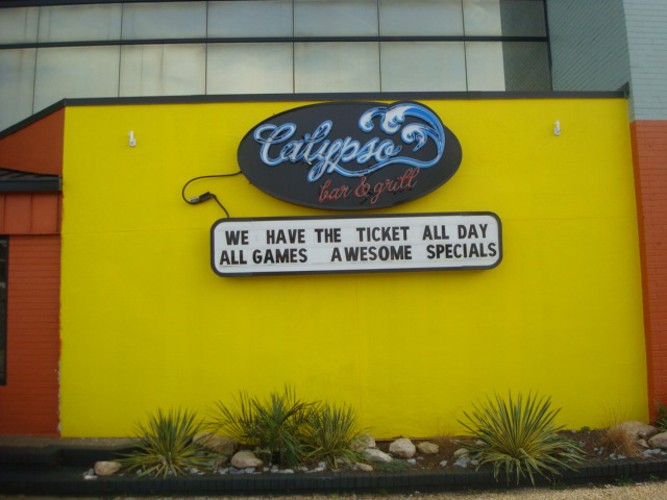 Calypso
bar & grill
WE HAVE THE TICKET ALL DAY
ALL GAMES AWESOME SPECIALS